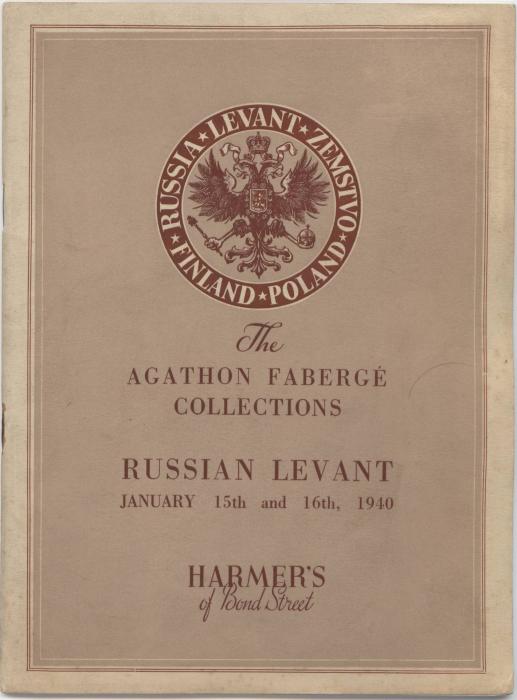 RUSSIA ★ LEVANT ★ ZEMSTVO ★ POLAND ★ FINLAND ★
The
AGATHON FABERGÉ
COLLECTIONS
RUSSIAN LEVANT
JANUARY 15th and 16th, 1940
HARMER'S
of Bond Street